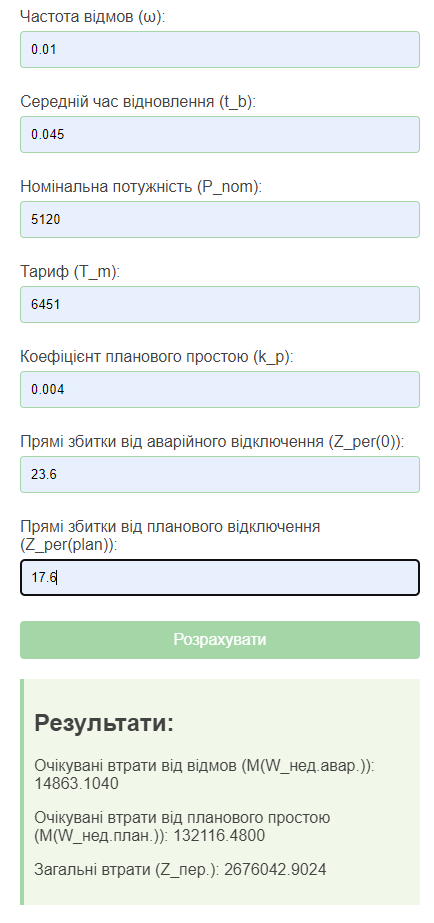 Частота відмов (ω):
0.01
Середній час відновлення (t_b):
0.045
Номінальна потужність (P_nom):
5120
Тариф (T_m):
6451
Коефіцієнт планового простою (k_p):
0.004
Прямі збитки від аварійного відключення (Z_per(0)):
23.6
Прямі збитки від планового відключення
(Z_per(plan)):
17.6
Розрахувати
Результати:
Очікувані втрати від відмов (M(W_нед.авар.)):
14863.1040
Очікувані втрати від планового простою
(M(W_нед.план.)): 132116.4800
Загальні втрати (Z_пер.): 2676042.9024